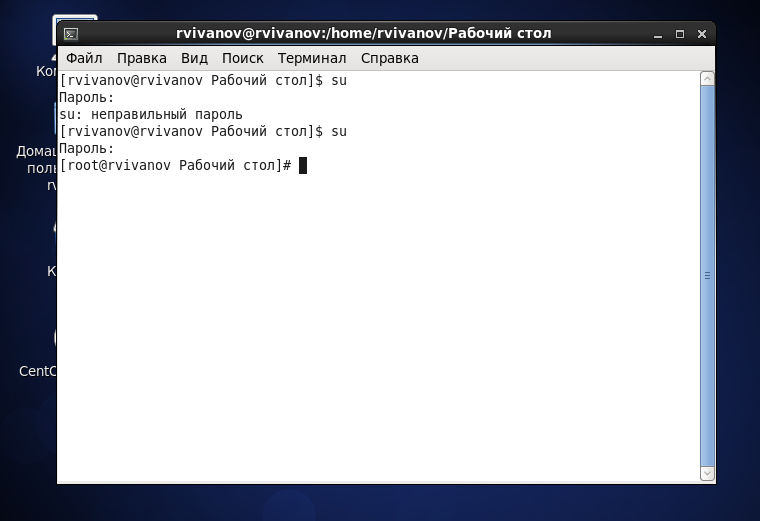 rvivanov@rvivanov:/home/rvivanov/Рабочий стол
Файл Правка Вид Поиск Терминал Справка
[rvivanov@rvivanov Рабочий стол]$ su
Пароль:
su: неправильный пароль
[rvivanov@rvivanov Рабочий стол]$ su
Пароль:
[root@rvivanov Рабочий стол]#